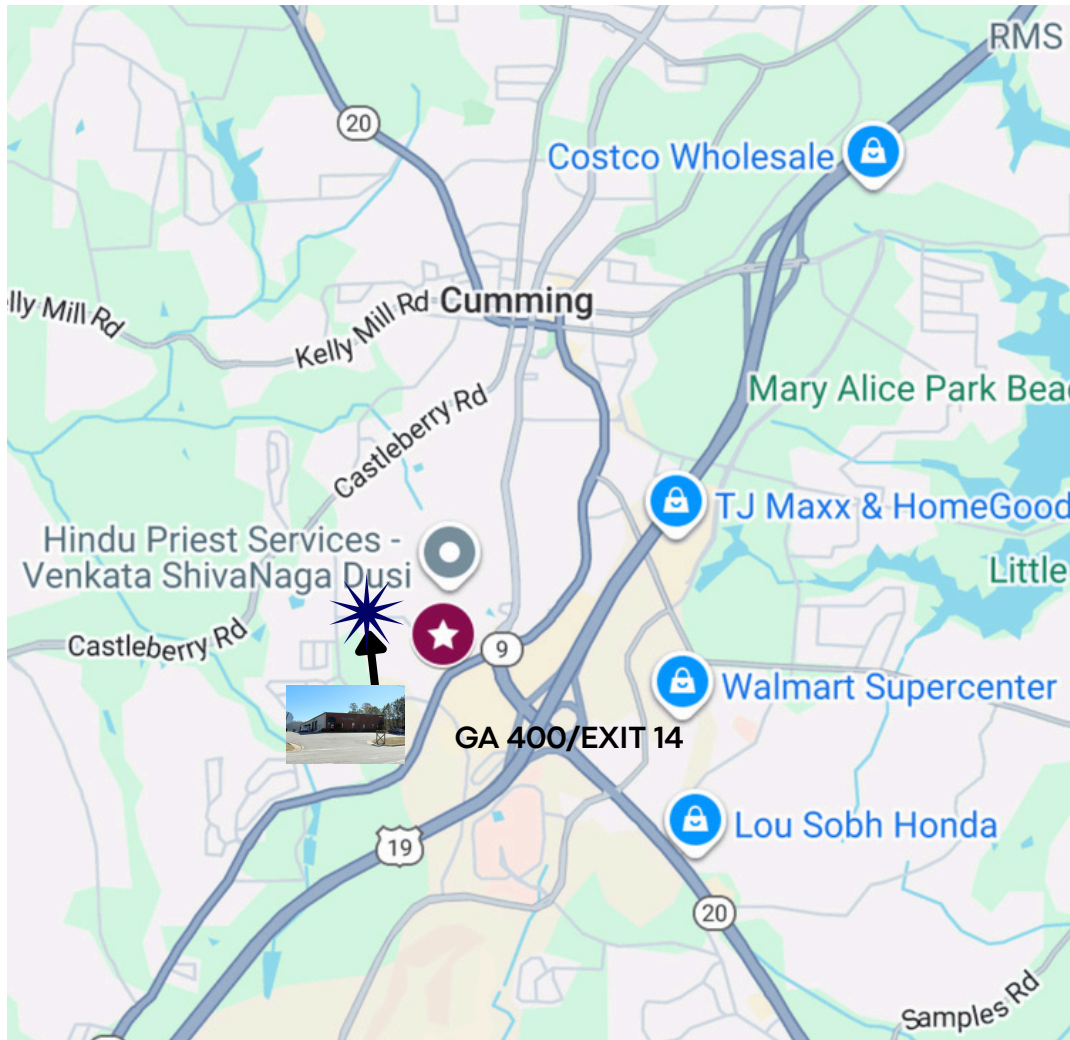 RMS
20
Costco Wholesale
lly Mill Rd
Kelly Mill Rd
Cumming
Mary Alice Park Bea
Castleberry Rd
TJ Maxx & HomeGood
Hindu Priest Services -
Venkata ShivaNaga Dusi
Little
Castleberry Rd
9
Walmart Supercenter
GA 400/EXIT 14
Lou Sobh Honda
19
20
Samples Rd